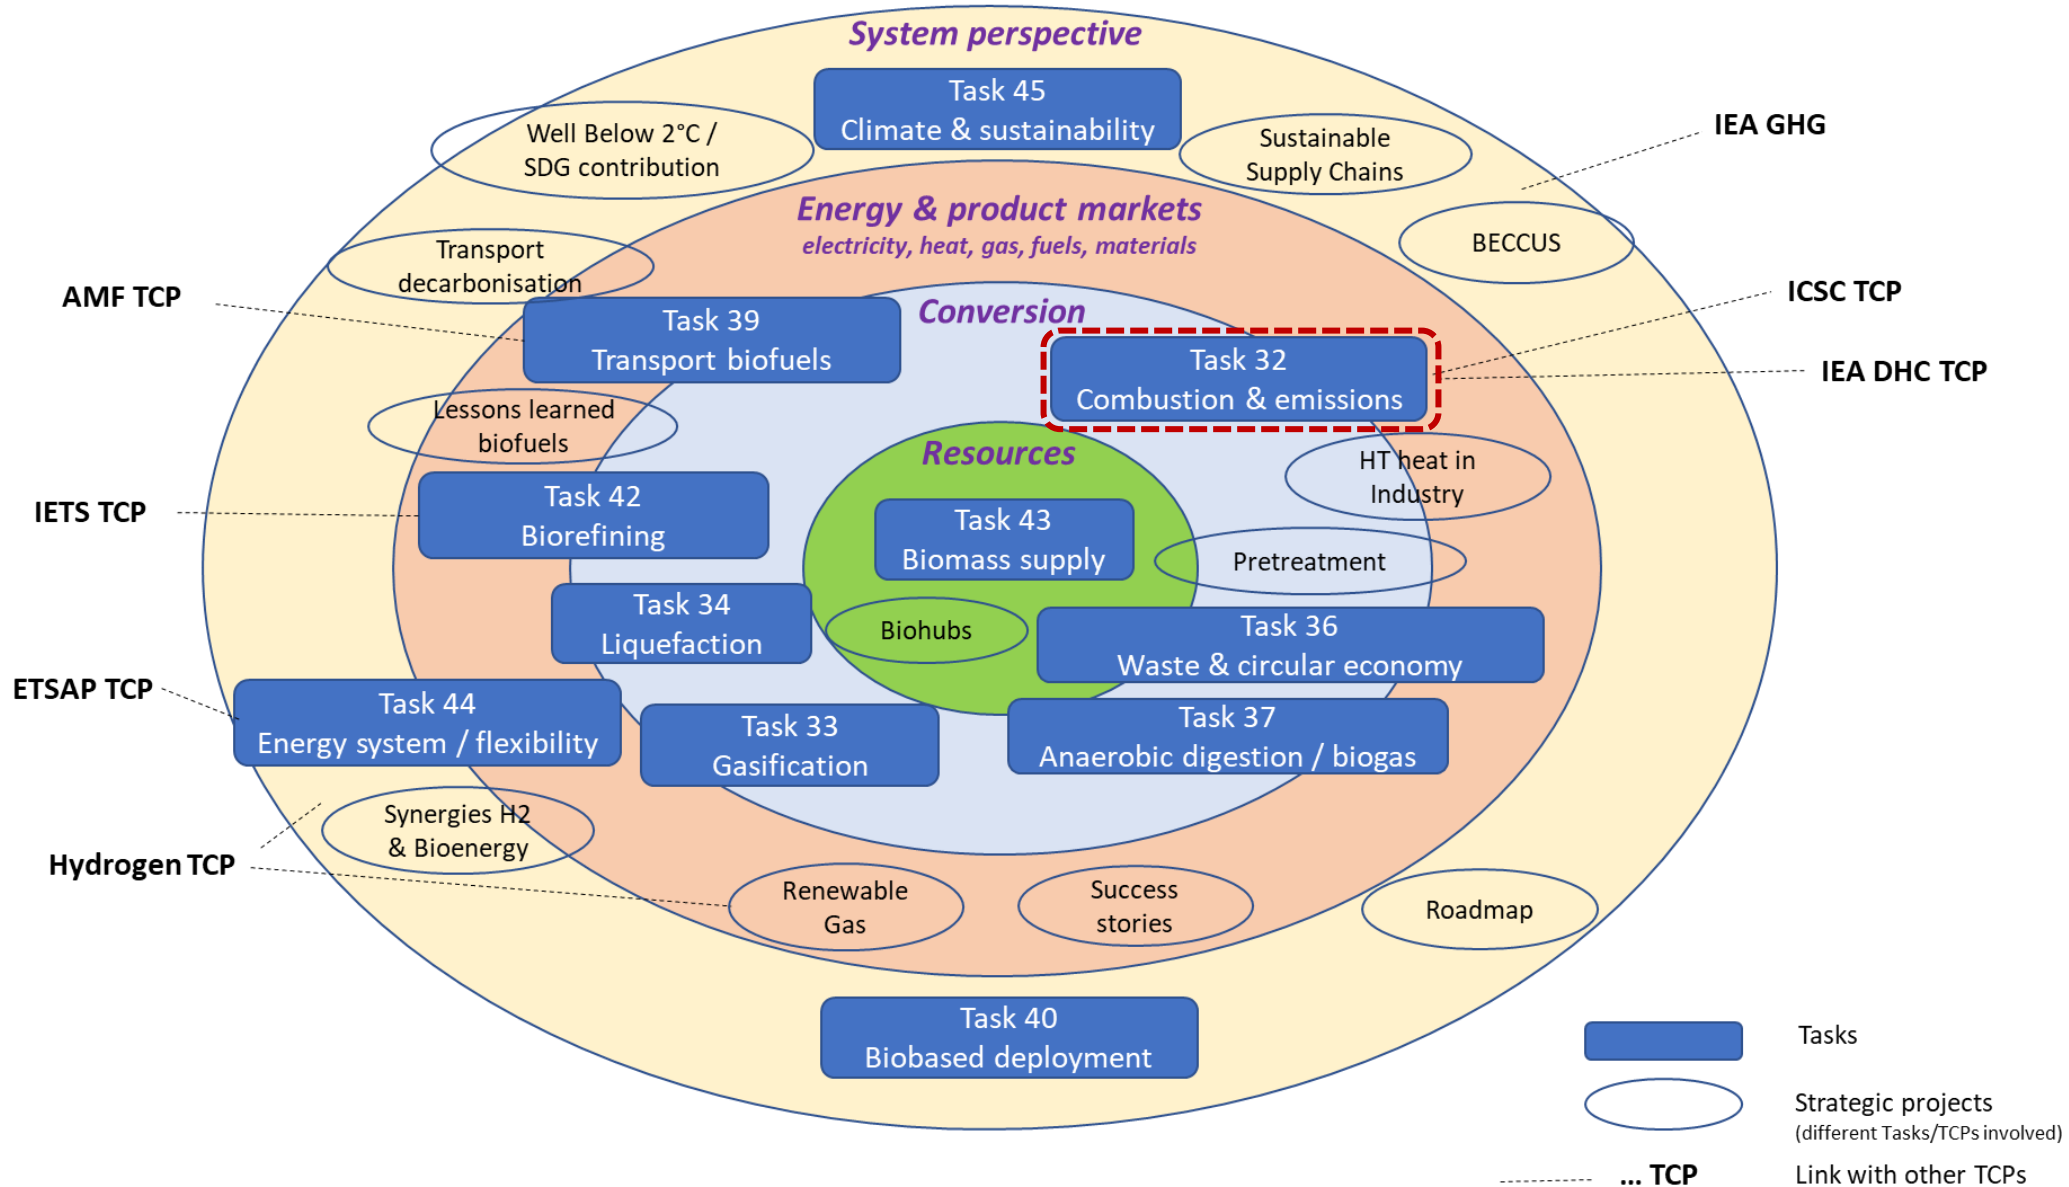 System perspective
Task 45
Climate & sustainability
Well Below 2°C /
SDG contribution
Sustainable
Supply Chains
IEA GHG
Energy & product markets
electricity, heat, gas, fuels, materials
BECCUS
Transport
decarbonisation
AMF TCP
ICSC TCP
Task 39
Transport biofuels
Conversion
Task 32
Combustion & emissions
IEA DHC TCP
Lessons learned
biofuels
Resources
HT heat in
Industry
IETS TCP
Task 42
Biorefining
Task 43
Biomass supply
Pretreatment
Task 34
Liquefaction
Biohubs
Task 36
Waste & circular economy
ETSAP TCP
Task 44
Energy system / flexibility
Task 33
Gasification
Task 37
Anaerobic digestion / biogas
Synergies H2
& Bioenergy
Hydrogen TCP
Renewable
Gas
Success
stories
Roadmap
Task 40
Biobased deployment
Tasks
Strategic projects
(different Tasks/TCPs involved)
... TCP
Link with other TCPs